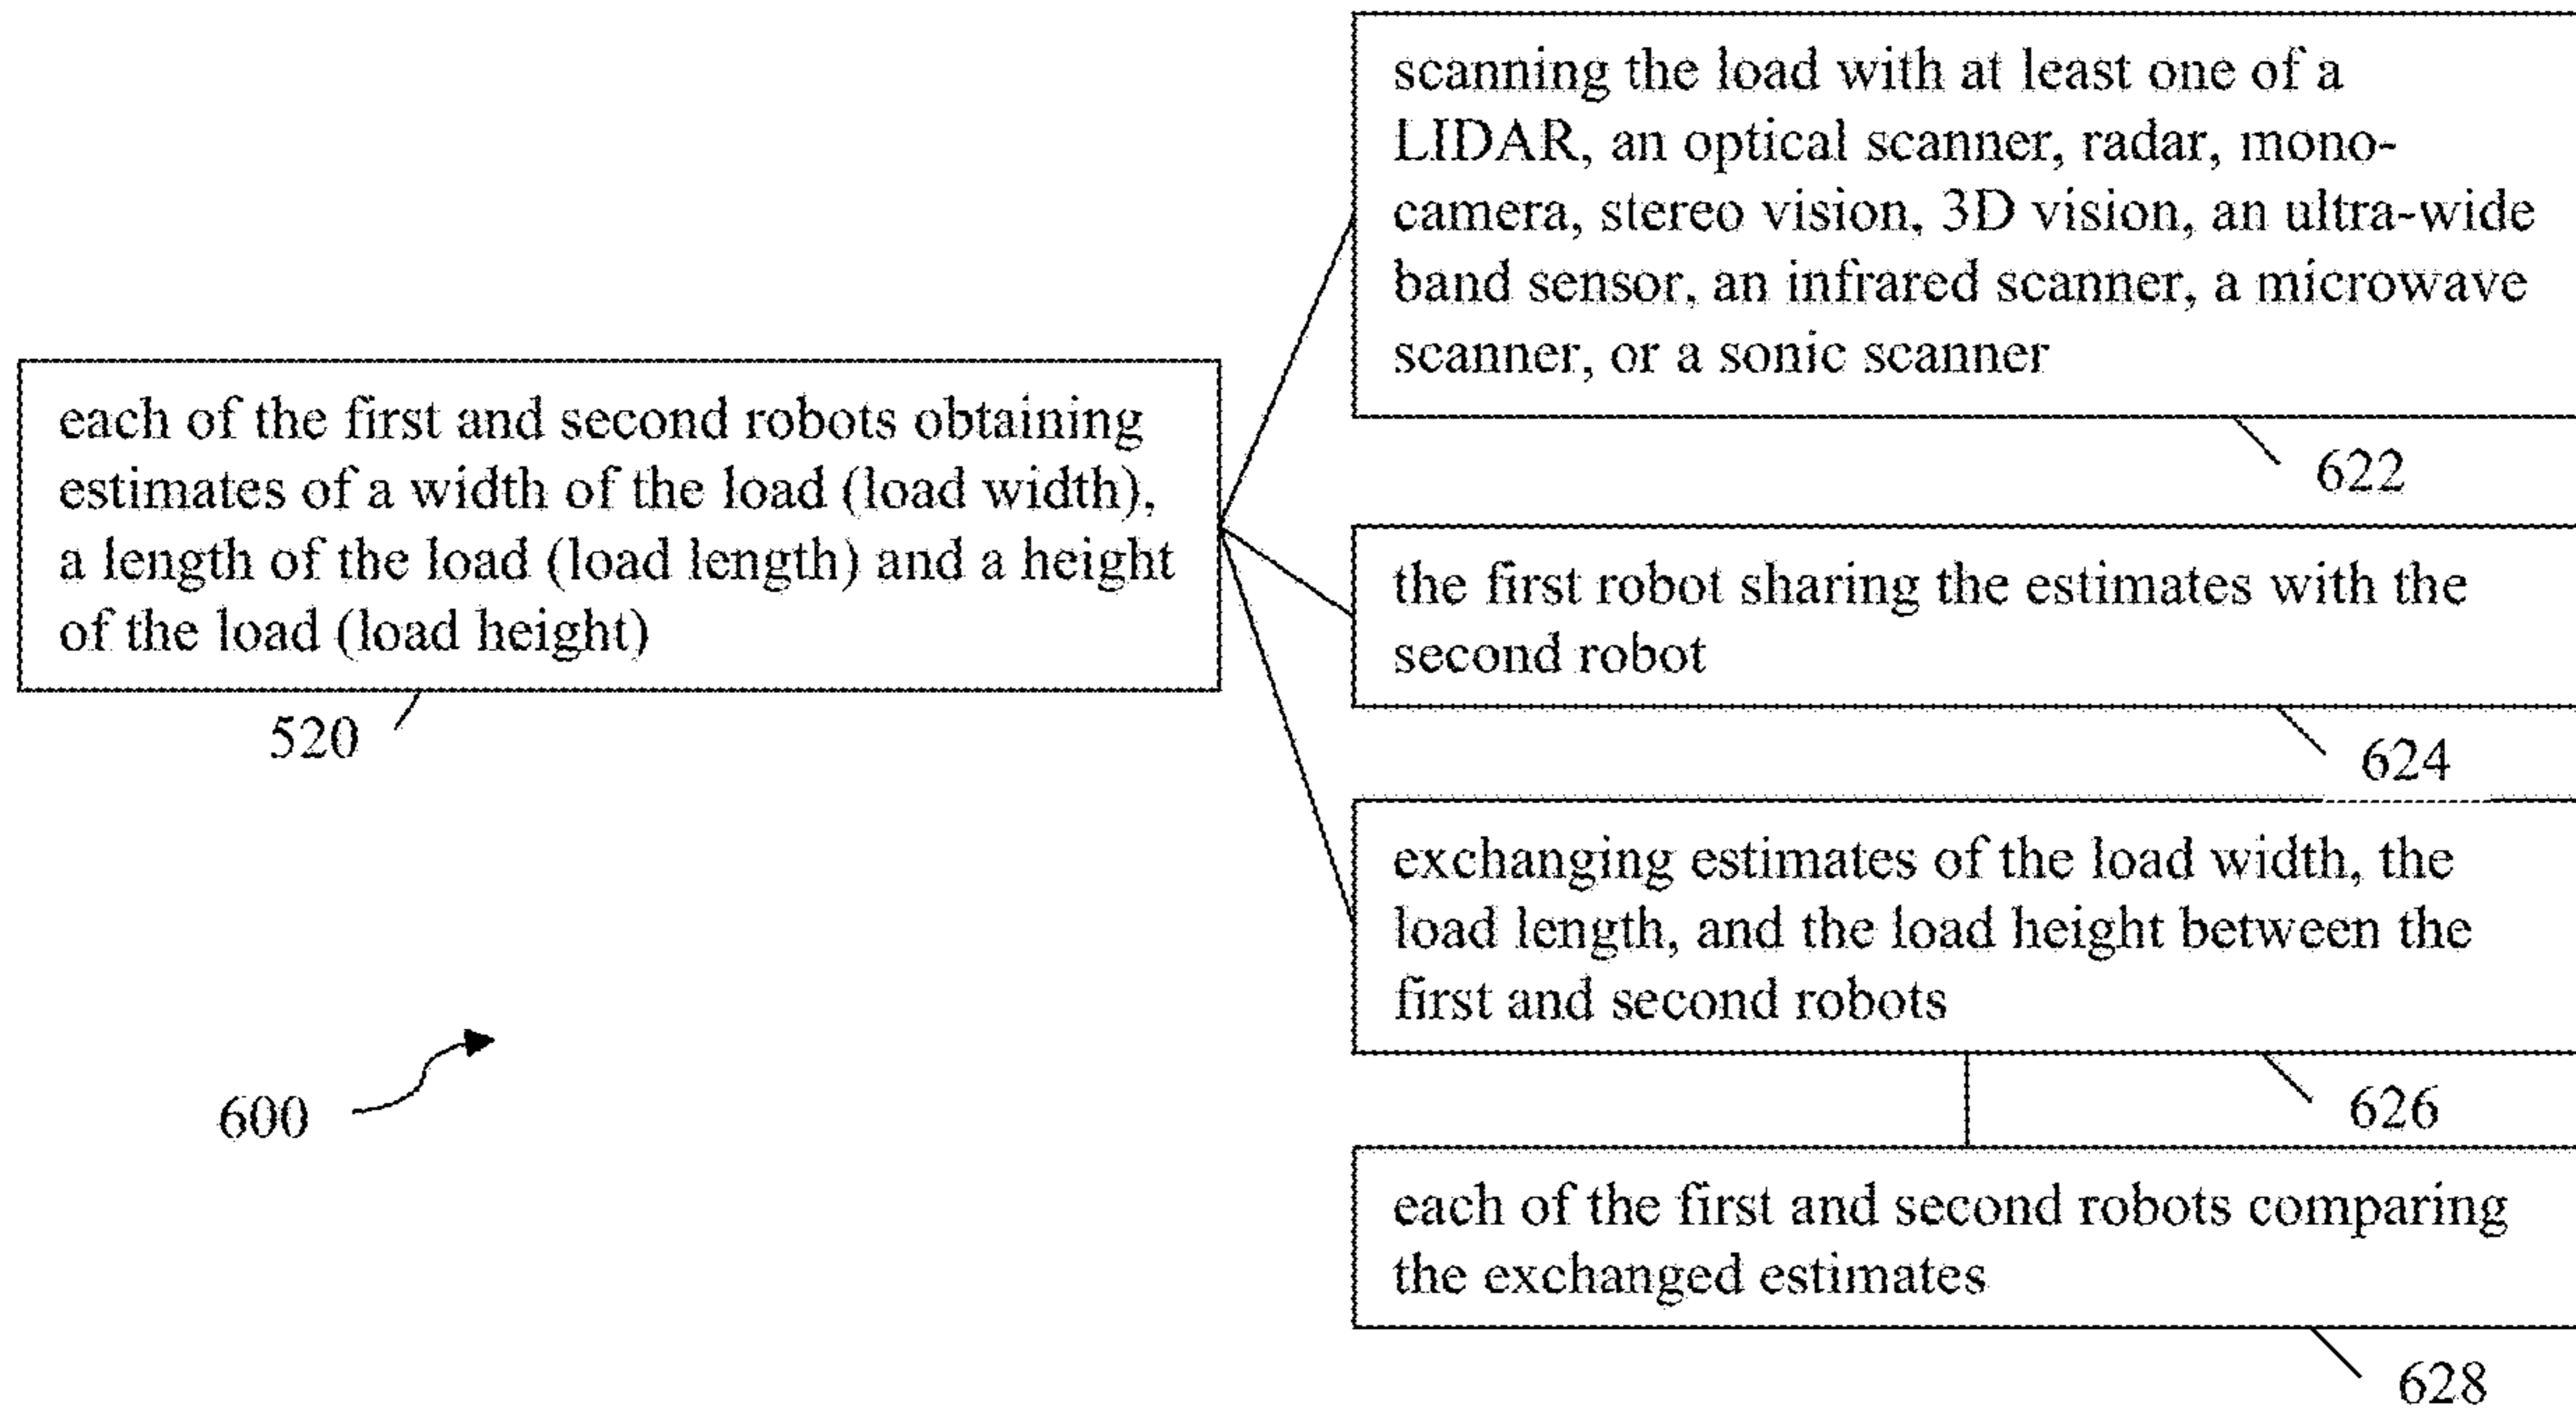 scanning the load with at least one of a
LIDAR, an optical scanner, radar, mono-
camera, stereo vision, 3D vision, an ultra-wide
band sensor, an infrared scanner, a microwave
scanner, or a sonic scanner
622
each of the first and second robots obtaining
estimates of a width of the load (load width),
a length of the load (load length) and a height
of the load (load height)
520
the first robot sharing the estimates with the
second robot
624
exchanging estimates of the load width, the
load length, and the load height between the
first and second robots
626
600
each of the first and second robots comparing
the exchanged estimates
628